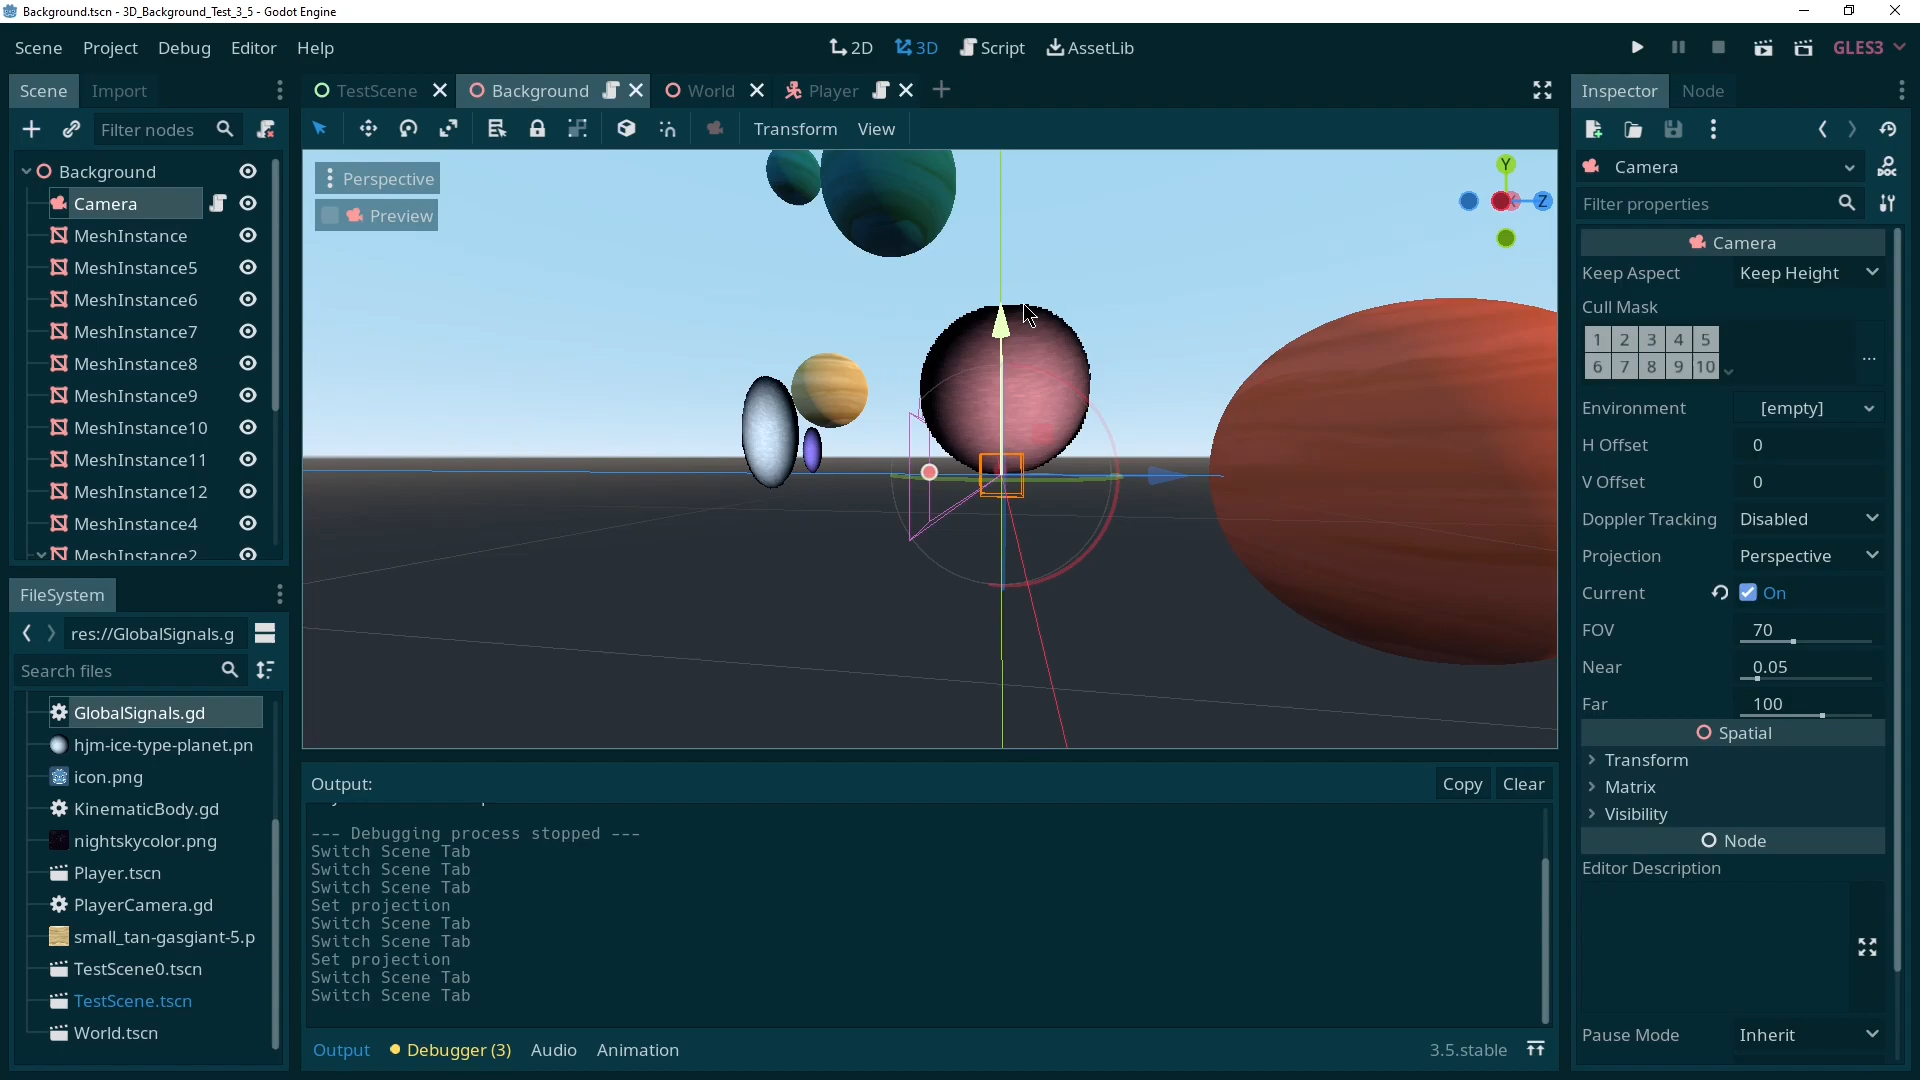 Background.tscn - 3D_Background_Test_3_5 - Godot Engine
Scene Project Debug Editor Help
2D 3D Script AssetLib
GLES3
Scene Import
TestScene Background World Player
Inspector Node
Filter nodes
Transform View
Background
Camera
MeshInstance
MeshInstance5
MeshInstance6
MeshInstance7
MeshInstance8
MeshInstance9
MeshInstance10
MeshInstance11
MeshInstance12
MeshInstance4
MeshInstance2
FileSystem
res://GlobalSignals.g
Search files
GlobalSignals.gd
hjm-ice-type-planet.pn
icon.png
KinematicBody.gd
nightskycolor.png
Player.tscn
PlayerCamera.gd
small_tan-gasgiant-5.p
TestScene0.tscn
TestScene.tscn
World.tscn
Perspective
Preview
Y
Z
Output:
Copy Clear
--- Debugging process stopped ---
Switch Scene Tab
Switch Scene Tab
Switch Scene Tab
Set projection
Switch Scene Tab
Switch Scene Tab
Set projection
Switch Scene Tab
Switch Scene Tab
Output Debugger (3) Audio Animation
3.5.stable
Camera
Filter properties
Camera
Keep Aspect Keep Height
Cull Mask
1 2 3 4 5
6 7 8 9 10
...
Environment [empty]
H Offset 0
V Offset 0
Doppler Tracking Disabled
Projection Perspective
Current On
FOV 70
Near 0.05
Far 100
Spatial
Transform
Matrix
Visibility
Node
Editor Description
Pause Mode Inherit